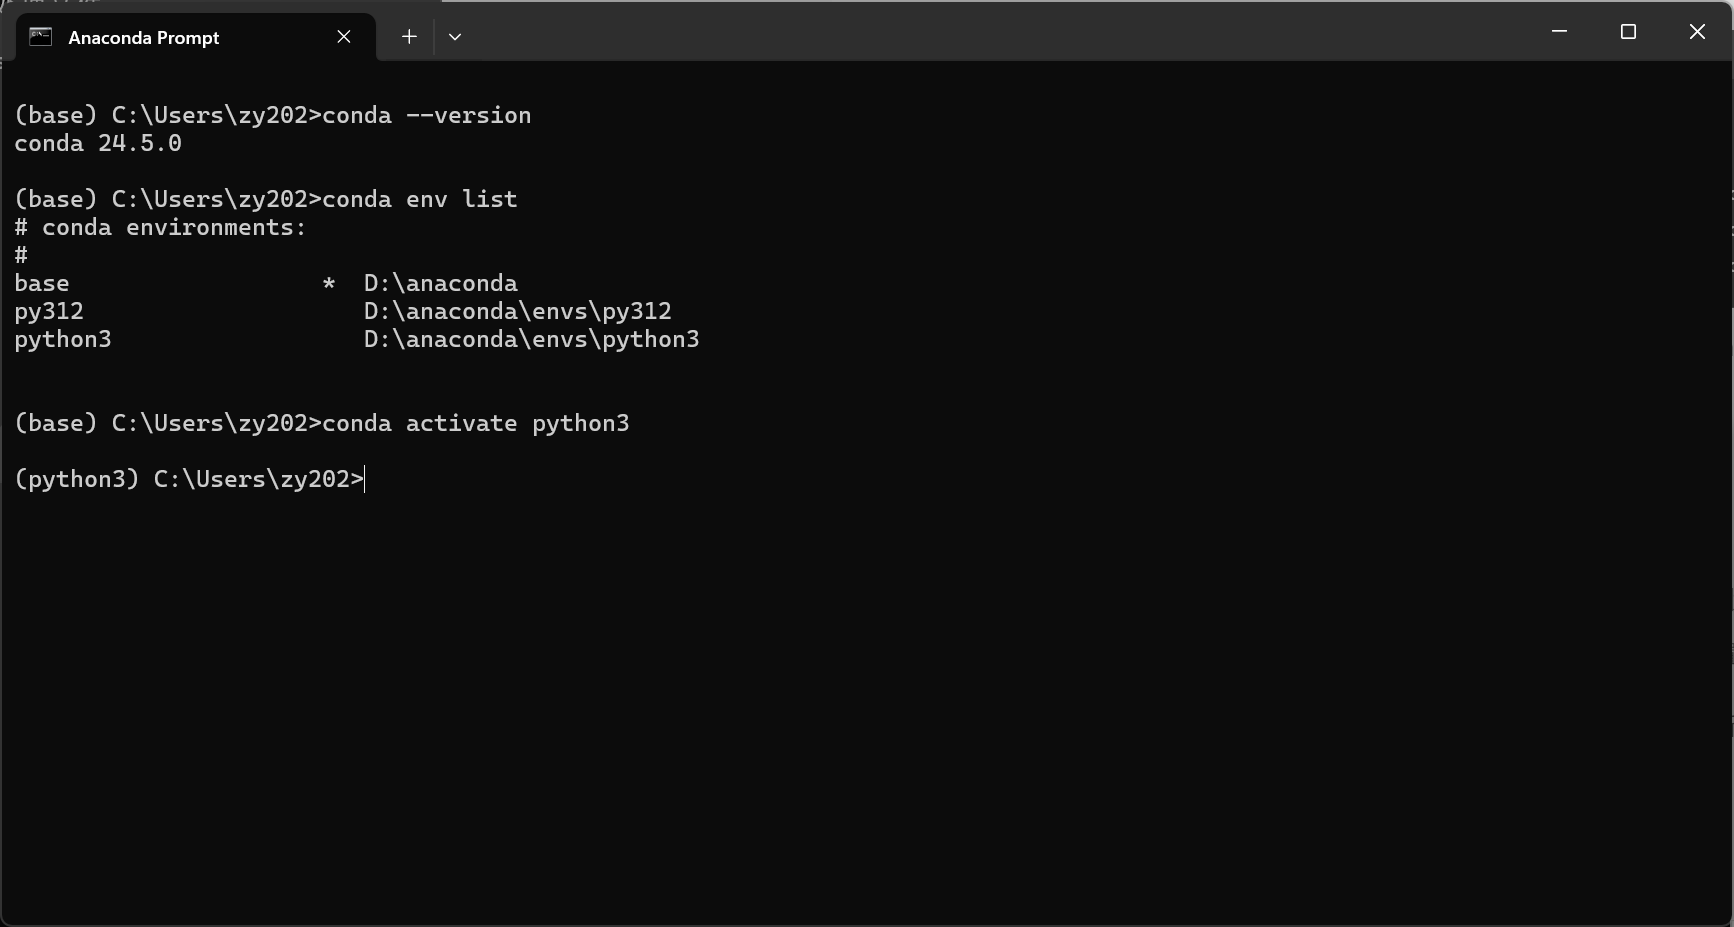 Anaconda Prompt
(base) C:\Users\zy202>conda --version
conda 24.5.0
(base) C:\Users\zy202>conda env list
# conda environments:
#
base                  *  D:\anaconda
py312                    D:\anaconda\envs\py312
python3                  D:\anaconda\envs\python3
(base) C:\Users\zy202>conda activate python3
(python3) C:\Users\zy202>